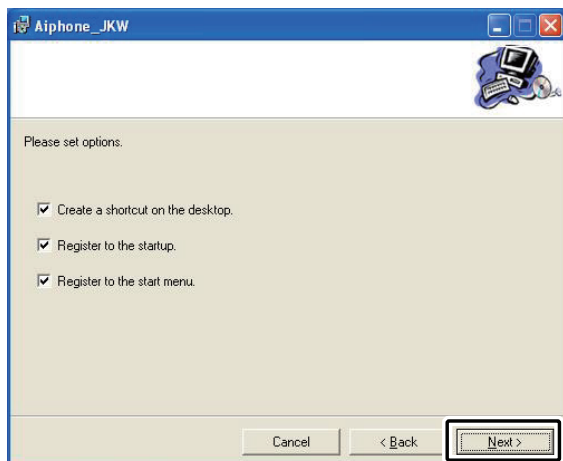 Aiphone_JKW
Please set options.
Create a shortcut on the desktop.
Register to the startup.
Register to the start menu.
Cancel
< Back
Next >